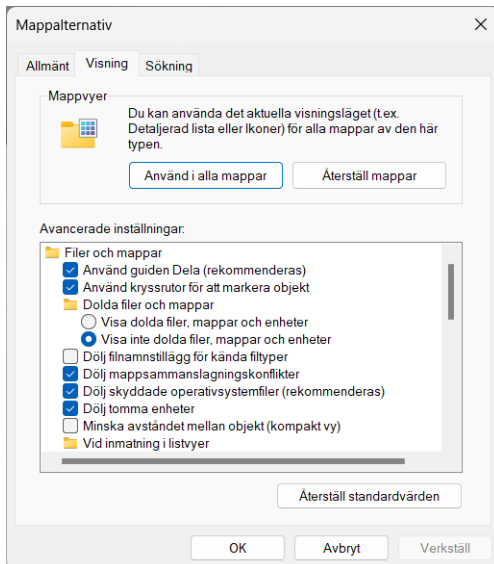 Mappalternativ
Allmänt Visning Sökning
Mappvyer
Du kan använda det aktuella visningsläget (t.ex.
Detaljerad lista eller Ikoner) för alla mappar av den här
typen.
Använd i alla mappar Återställ mappar
Avancerade inställningar:
Filer och mappar
Använd guiden Dela (rekommenderas)
Använd kryssrutor för att markera objekt
Dolda filer och mappar
Visa dolda filer, mappar och enheter
Visa inte dolda filer, mappar och enheter
Dölj filnamnstillägg för kända filtyper
Dölj mappsammanslagningskonflikter
Dölj skyddade operativsystemfiler (rekommenderas)
Dölj tomma enheter
Minska avståndet mellan objekt (kompakt vy)
Vid inmatning i listvyer
Återställ standardvärden
OK Avbryt Verkställ